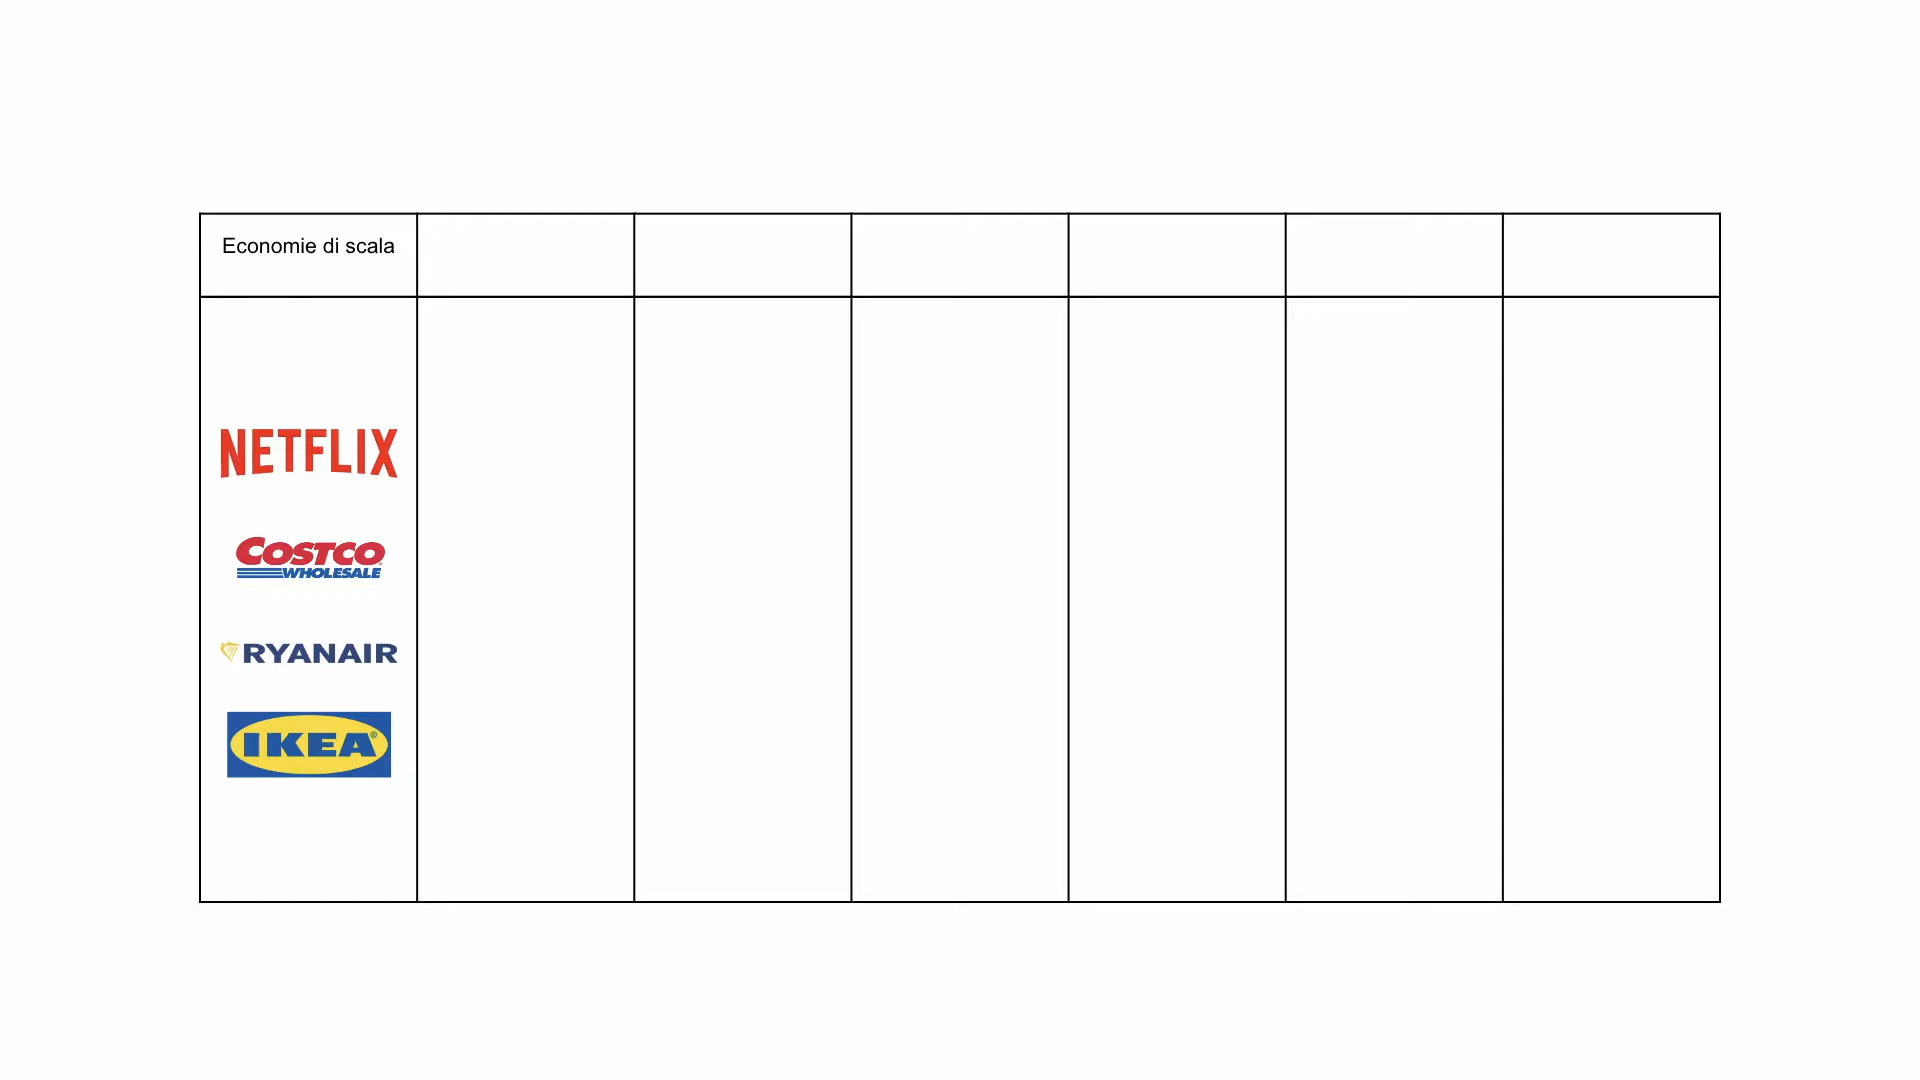 Economie di scala
NETFLIX
COSTCO
WHOLESALE
RYANAIR
IKEA®